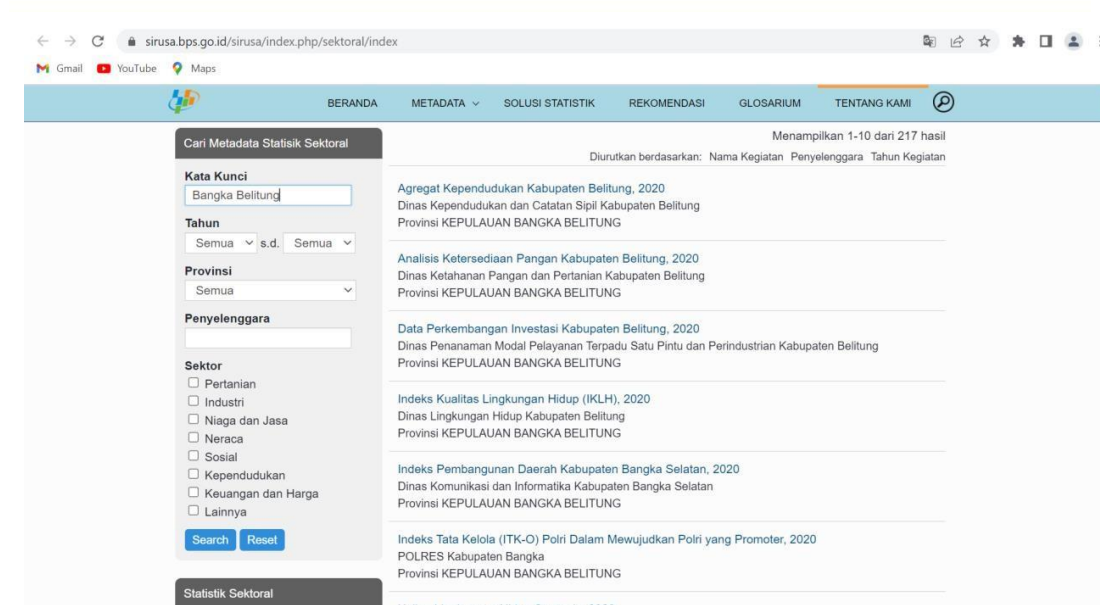 sirusa.bps.go.id/sirusa/index.php/sektoral/index
Gmail YouTube Maps
BERANDA METADATA SOLUSI STATISTIK REKOMENDASI GLOSARIUM TENTANG KAMI
Cari Metadata Statisik Sektoral
Kata Kunci
Bangka Belitung
Tahun
Semua s.d. Semua
Provinsi
Semua
Penyelenggara
Sektor
Pertanian
Industri
Niaga dan Jasa
Neraca
Sosial
Kependudukan
Keuangan dan Harga
Lainnya
Search Reset
Statistik Sektoral
Menampilkan 1-10 dari 217 hasil
Diurutkan berdasarkan: Nama Kegiatan Penyelenggara Tahun Kegiatan
Agregat Kependudukan Kabupaten Belitung, 2020
Dinas Kependudukan dan Catatan Sipil Kabupaten Belitung
Provinsi KEPULAUAN BANGKA BELITUNG
Analisis Ketersediaan Pangan Kabupaten Belitung, 2020
Dinas Ketahanan Pangan dan Pertanian Kabupaten Belitung
Provinsi KEPULAUAN BANGKA BELITUNG
Data Perkembangan Investasi Kabupaten Belitung, 2020
Dinas Penanaman Modal Pelayanan Terpadu Satu Pintu dan Perindustrian Kabupaten Belitung
Provinsi KEPULAUAN BANGKA BELITUNG
Indeks Kualitas Lingkungan Hidup (IKLH), 2020
Dinas Lingkungan Hidup Kabupaten Belitung
Provinsi KEPULAUAN BANGKA BELITUNG
Indeks Pembangunan Daerah Kabupaten Bangka Selatan, 2020
Dinas Komunikasi dan Informatika Kabupaten Bangka Selatan
Provinsi KEPULAUAN BANGKA BELITUNG
Indeks Tata Kelola (ITK-O) Polri Dalam Mewujudkan Polri yang Promoter, 2020
POLRES Kabupaten Bangka
Provinsi KEPULAUAN BANGKA BELITUNG